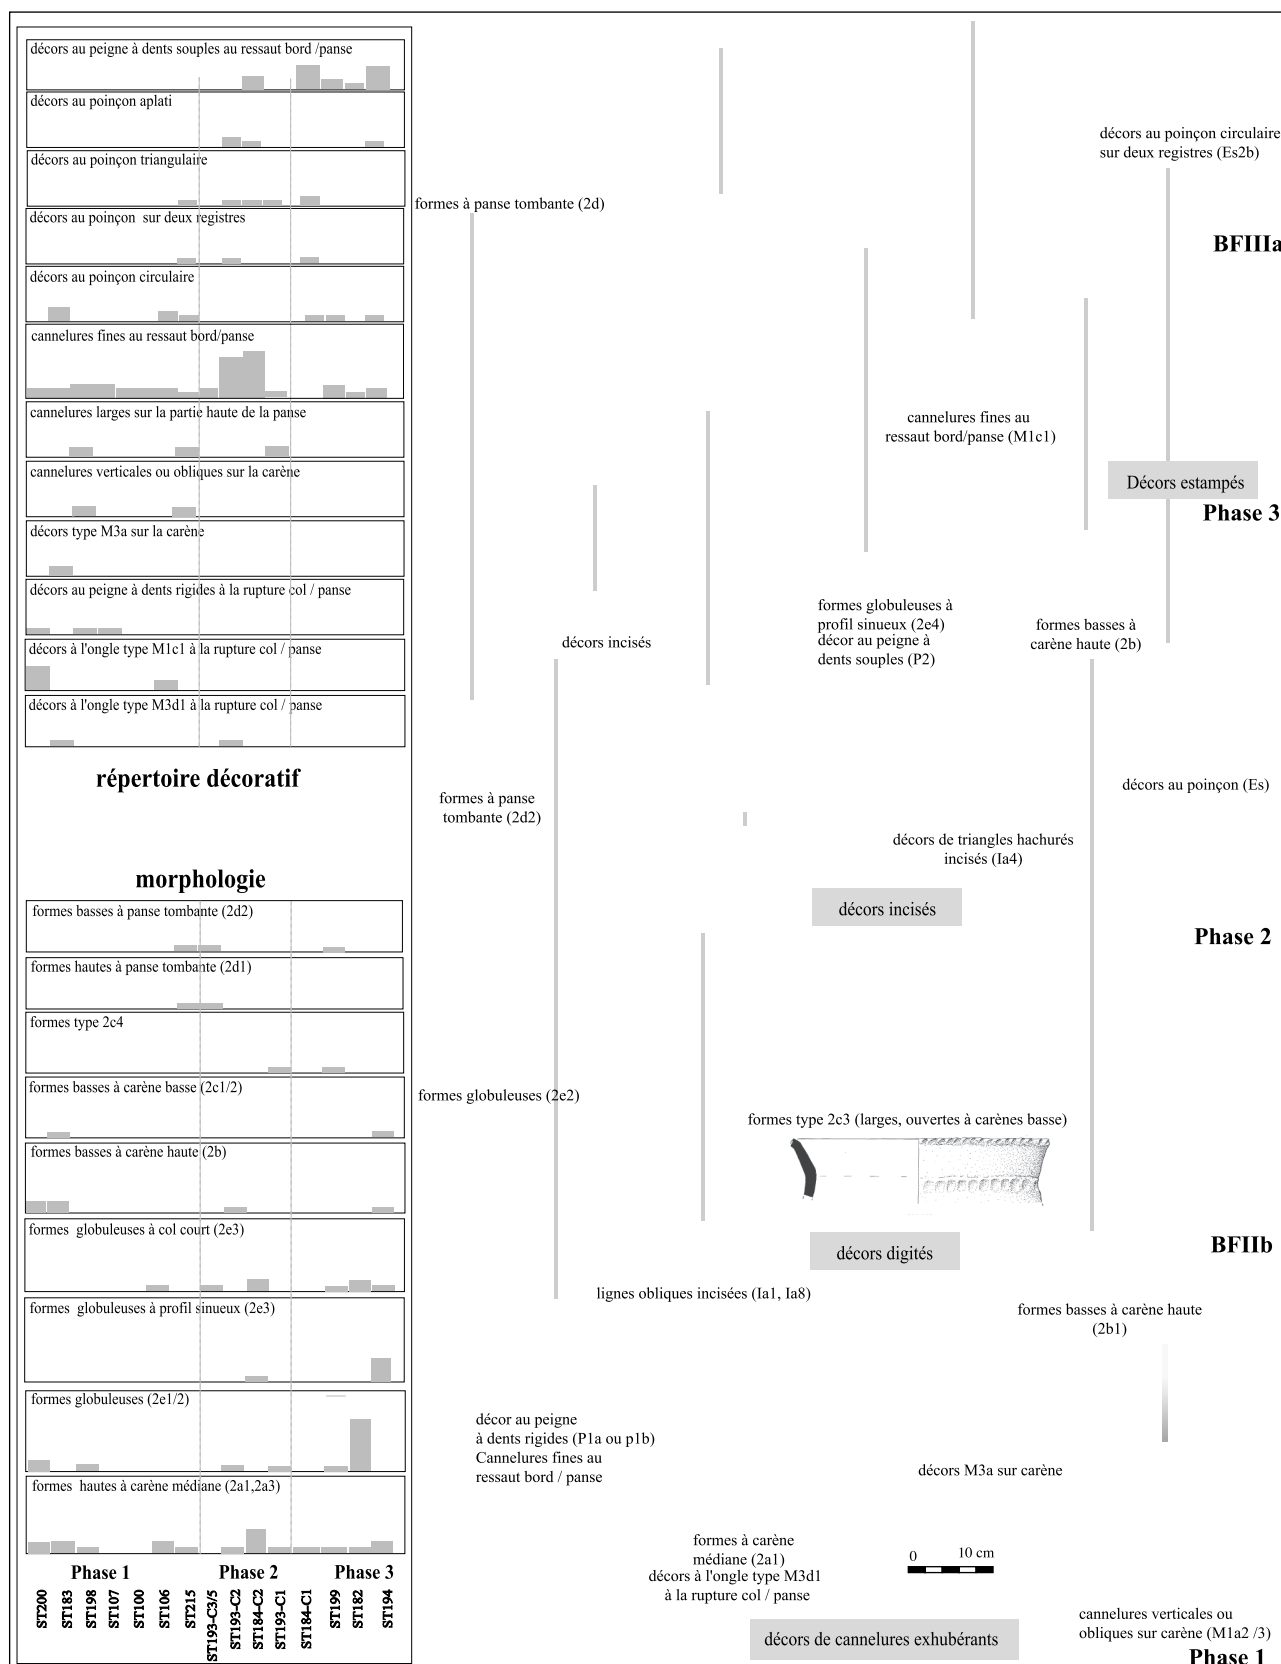 décors au peigne à dents souples au ressaut bord /panse
décors au poinçon aplati
décors au poinçon triangulaire
décors au poinçon  sur deux registres
décors au poinçon circulaire
cannelures fines au ressaut bord/panse
cannelures larges sur la partie haute de la panse
cannelures verticales ou obliques sur la carène
décors type M3a sur la carène
décors au peigne à dents rigides à la rupture col / panse
décors à l'ongle type M1c1 à la rupture col / panse
décors à l'ongle type M3d1 à la rupture col / panse
répertoire décoratif
morphologie
formes basses à panse tombante (2d2)
formes hautes à panse tombante (2d1)
formes type 2c4
formes basses à carène basse (2c1/2)
formes basses à carène haute (2b)
formes  globuleuses à col court (2e3)
formes  globuleuses à profil sinueux (2e3)
formes globuleuses (2e1/2)
formes  hautes à carène médiane (2a1,2a3)
Phase 1
Phase 2
Phase 3
ST200
ST183
ST198
ST107
ST100
ST106
ST215
ST193-C3/5
ST193-C2
ST184-C2
ST193-C1
ST184-C1
ST199
ST182
ST194
décors au poinçon circulaire
sur deux registres (Es2b)
formes à panse tombante (2d)
BFIIIa
cannelures fines au
ressaut bord/panse (M1c1)
Décors estampés
Phase 3
formes globuleuses à
profil sinueux (2e4)
décor au peigne à
dents souples (P2)
formes basses à
carène haute (2b)
décors incisés
décors au poinçon (Es)
formes à panse
tombante (2d2)
décors de triangles hachurés
incisés (Ia4)
décors incisés
Phase 2
formes globuleuses (2e2)
formes type 2c3 (larges, ouvertes à carènes basse)
décors digités
BFIIb
lignes obliques incisées (Ia1, Ia8)
formes basses à carène haute
(2b1)
décor au peigne
à dents rigides (P1a ou p1b)
Cannelures fines au
ressaut bord / panse
décors M3a sur carène
formes à carène
médiane (2a1)
décors à l'ongle type M3d1
à la rupture col / panse
0 10 cm
décors de cannelures exhubérants
cannelures verticales ou
obliques sur carène (M1a2 /3)
Phase 1